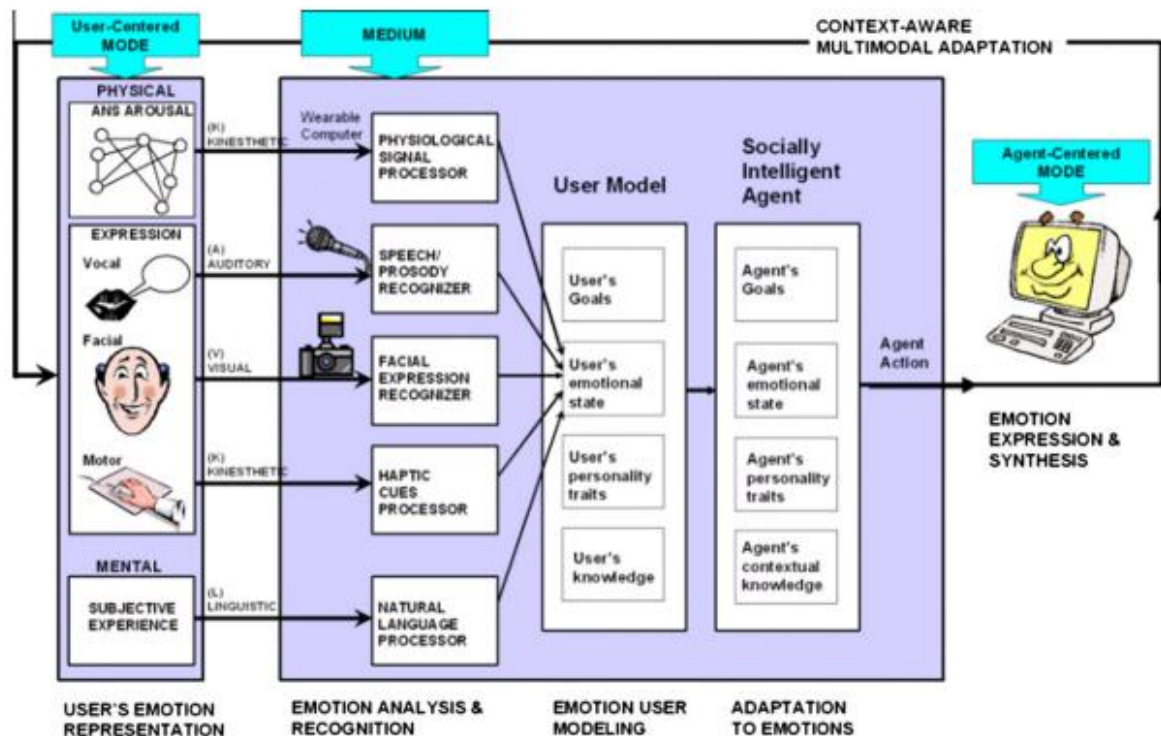 User-Centered
MODE
MEDIUM
CONTEXT-AWARE
MULTIMODAL ADAPTATION
PHYSICAL
ANS AROUSAL
(K)
KINESTHETIC
Wearable
Computer
PHYSIOLOGICAL
SIGNAL
PROCESSOR
EXPRESSION
Vocal
(A)
AUDITORY
SPEECH/
PROSODY
RECOGNIZER
Facial
(V)
VISUAL
FACIAL
EXPRESSION
RECOGNIZER
Motor
(K)
KINESTHETIC
HAPTIC
CUES
PROCESSOR
MENTAL
SUBJECTIVE
EXPERIENCE
(L)
LINGUISTIC
NATURAL
LANGUAGE
PROCESSOR
User Model
User's
Goals
User's
emotional
state
User's
personality
traits
User's
knowledge
Socially
Intelligent
Agent
Agent's
Goals
Agent's
emotional
state
Agent's
personality
traits
Agent's
contextual
knowledge
Agent
Action
Agent-Centered
MODE
EMOTION
EXPRESSION &
SYNTHESIS
USER'S EMOTION
REPRESENTATION
EMOTION ANALYSIS &
RECOGNITION
EMOTION USER
MODELING
ADAPTATION
TO EMOTIONS